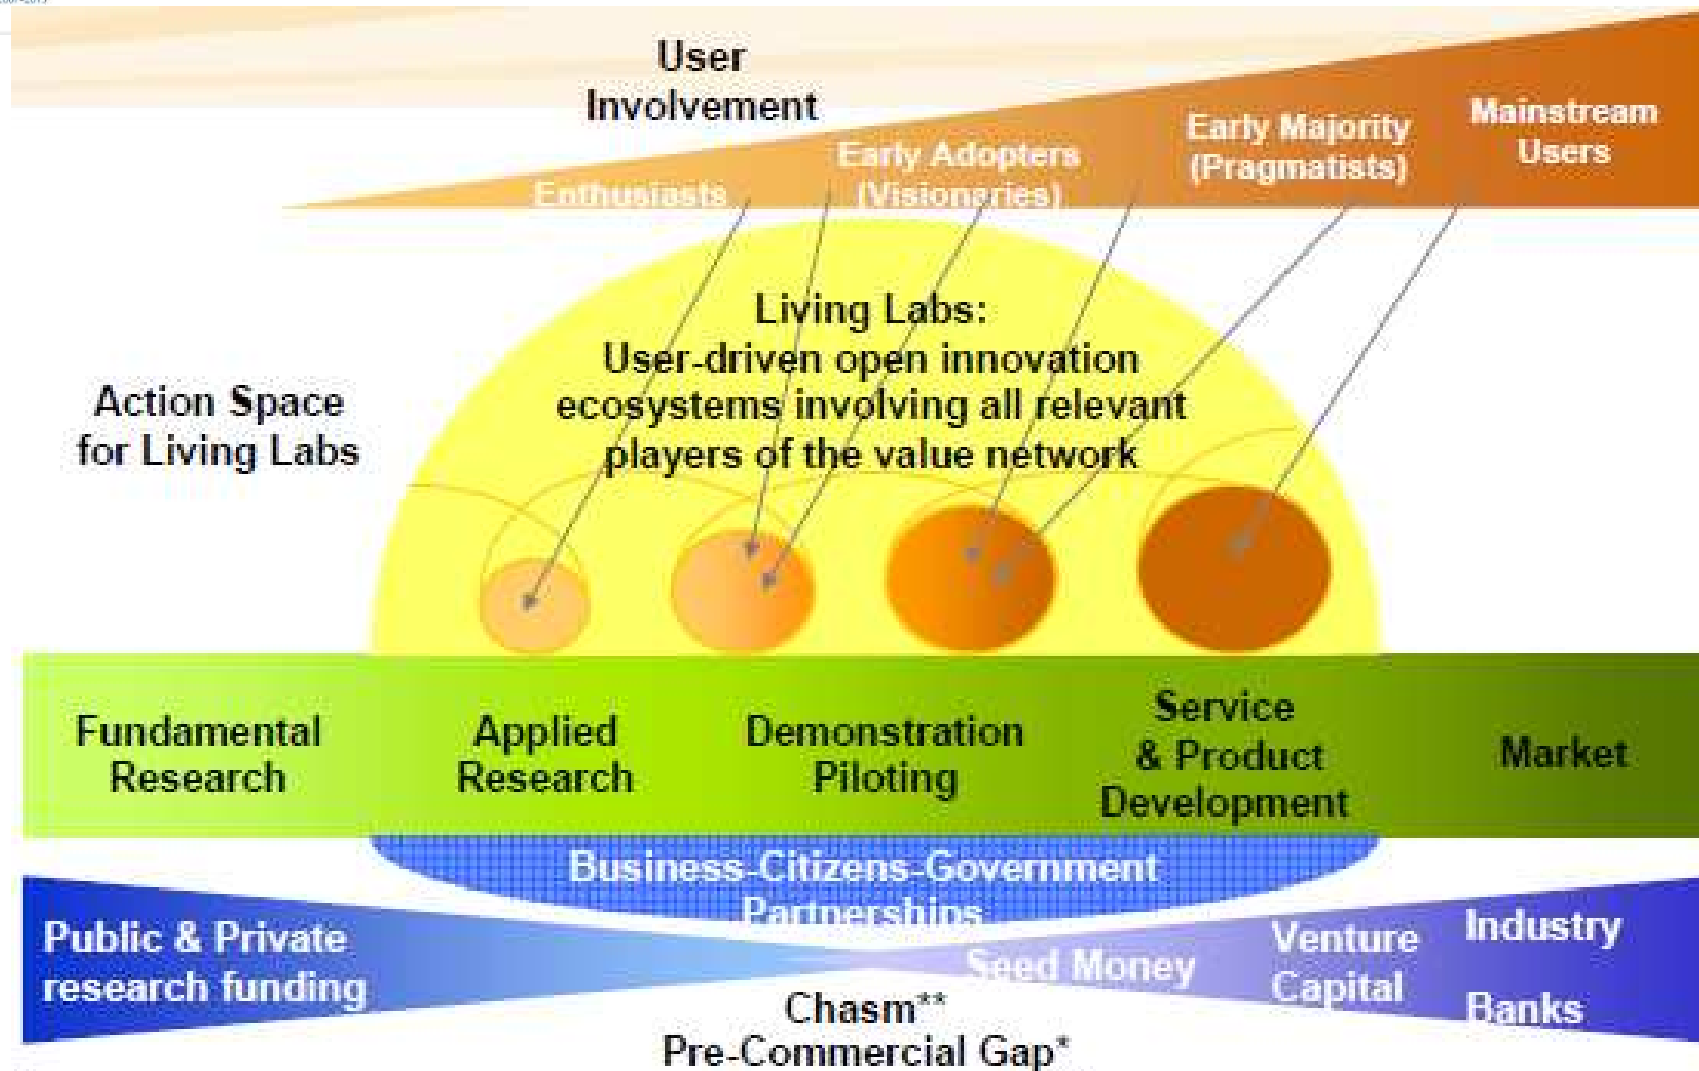 User
Involvement
Enthusiasts
Early Adopters
(Visionaries)
Early Majority
(Pragmatists)
Mainstream
Users
Living Labs:
User-driven open innovation
ecosystems involving all relevant
players of the value network
Action Space
for Living Labs
Fundamental
Research
Applied
Research
Demonstration
Piloting
Service
& Product
Development
Market
Business-Citizens-Government
Partnerships
Public & Private
research funding
Seed Money
Venture
Capital
Industry
Banks
Chasm**
Pre-Commercial Gap*